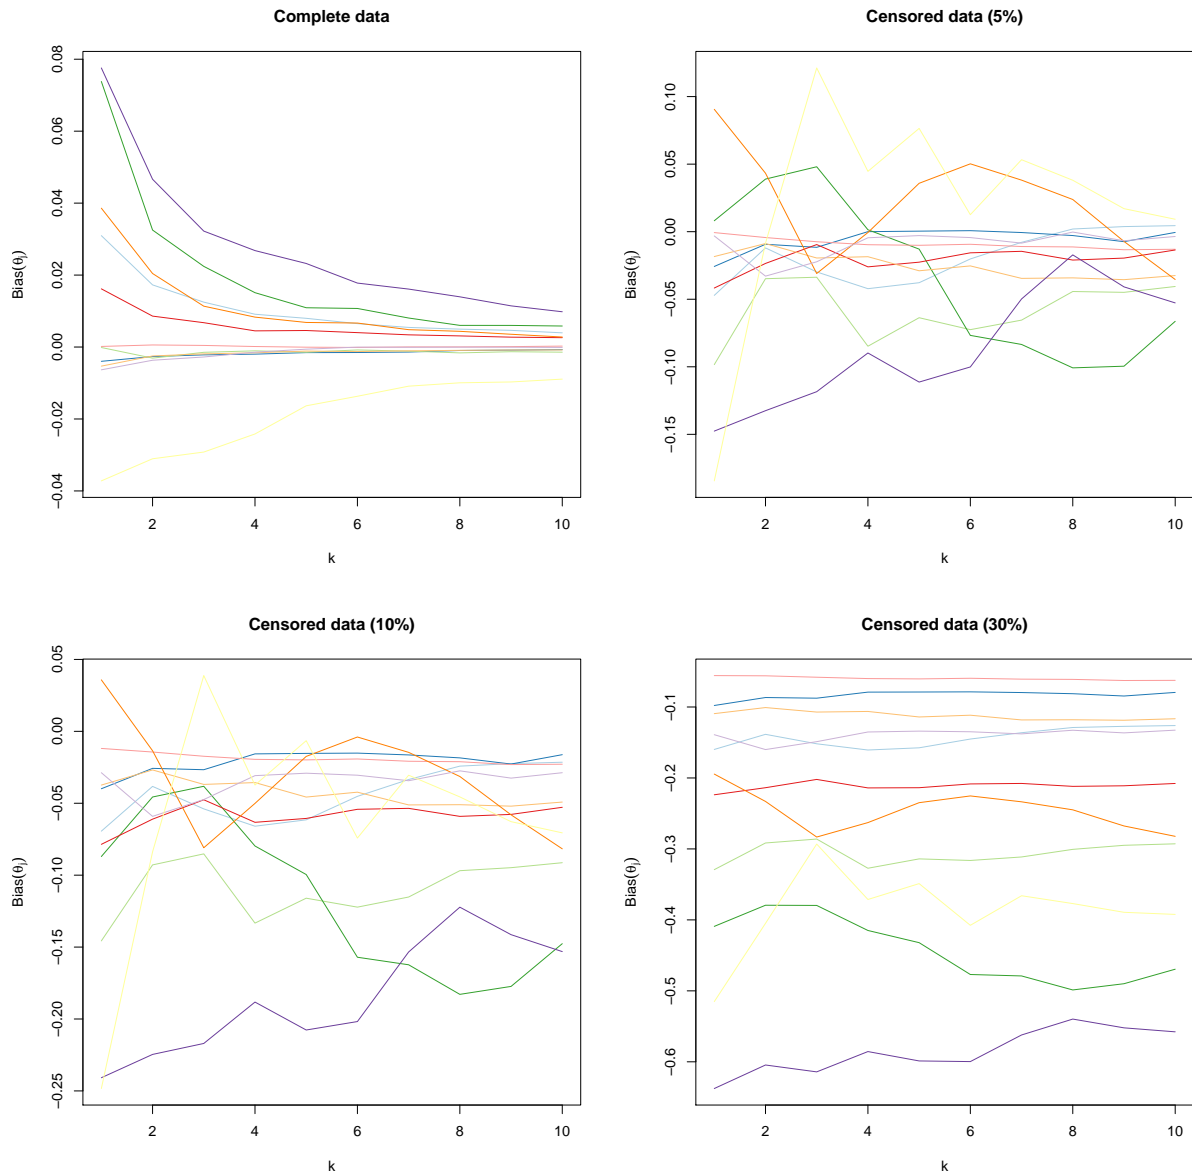 Complete data
Bias(θj)
0.08
0.06
0.04
0.02
0.00
−0.02
−0.04
2 4 6 8 10
k
Censored data (5%)
Bias(θj)
0.10
0.05
0.00
−0.05
−0.10
−0.15
2 4 6 8 10
k
Censored data (10%)
Bias(θj)
0.05
0.00
−0.05
−0.10
−0.15
−0.20
−0.25
2 4 6 8 10
k
Censored data (30%)
Bias(θj)
−0.1
−0.2
−0.3
−0.4
−0.5
−0.6
2 4 6 8 10
k